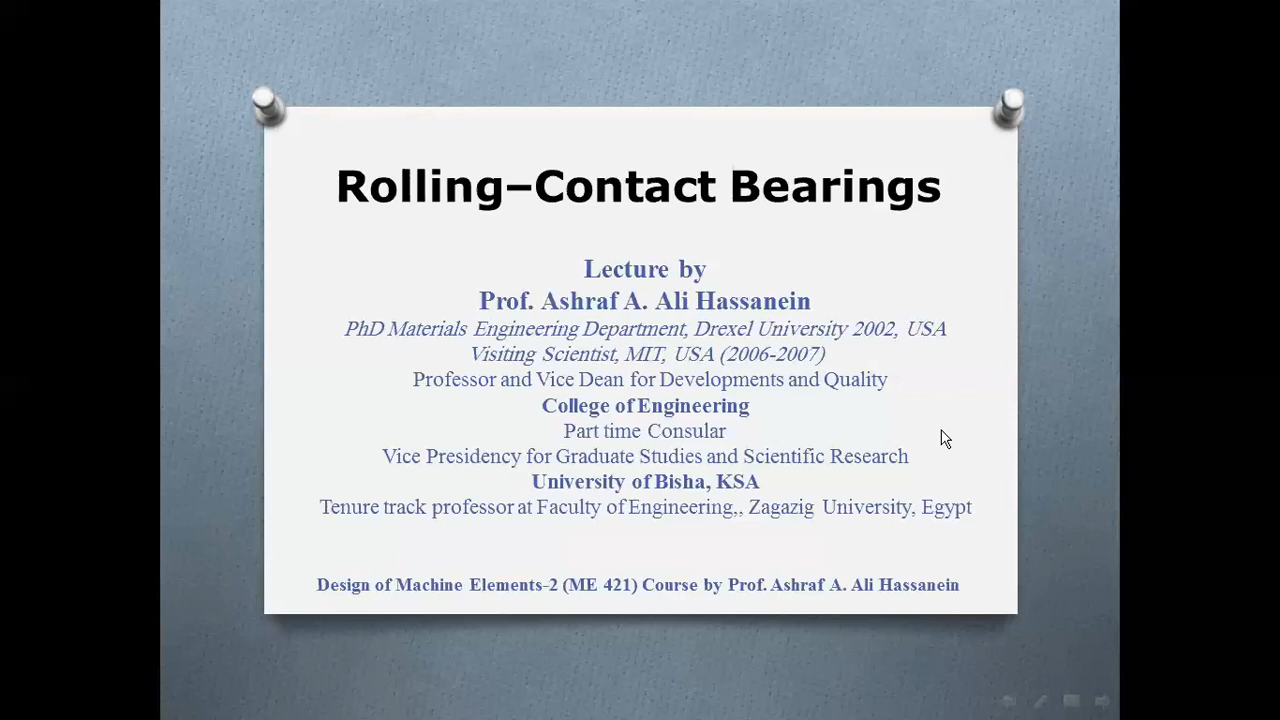 Rolling–Contact Bearings
Lecture by
Prof. Ashraf A. Ali Hassanein
PhD Materials Engineering Department, Drexel University 2002, USA
Visiting Scientist, MIT, USA (2006-2007)
Professor and Vice Dean for Developments and Quality
College of Engineering
Part time Consular
Vice Presidency for Graduate Studies and Scientific Research
University of Bisha, KSA
Tenure track professor at Faculty of Engineering,, Zagazig University, Egypt
Design of Machine Elements-2 (ME 421) Course by Prof. Ashraf A. Ali Hassanein